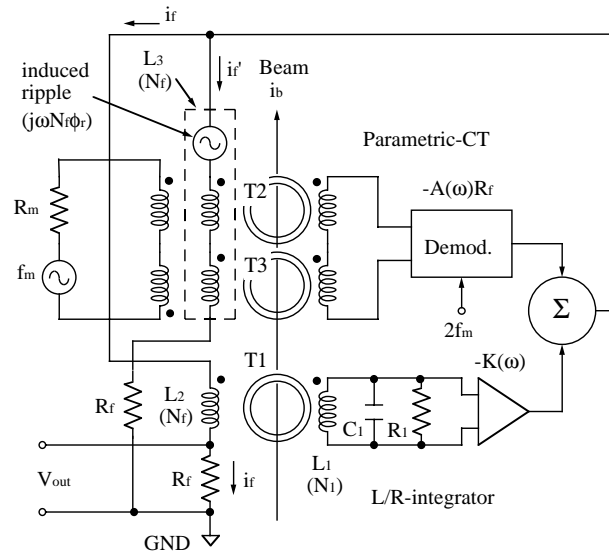 if
L3
(Nf)
if'
Beam
ib
induced
ripple
(jωNfϕr)
Parametric-CT
T2
-A(ω)Rf
Rm
Demod.
fm
T3
Σ
2fm
T1
-K(ω)
Rf
L2
(Nf)
C1
R1
Vout
Rf
if
L1
(N1)
L/R-integrator
GND